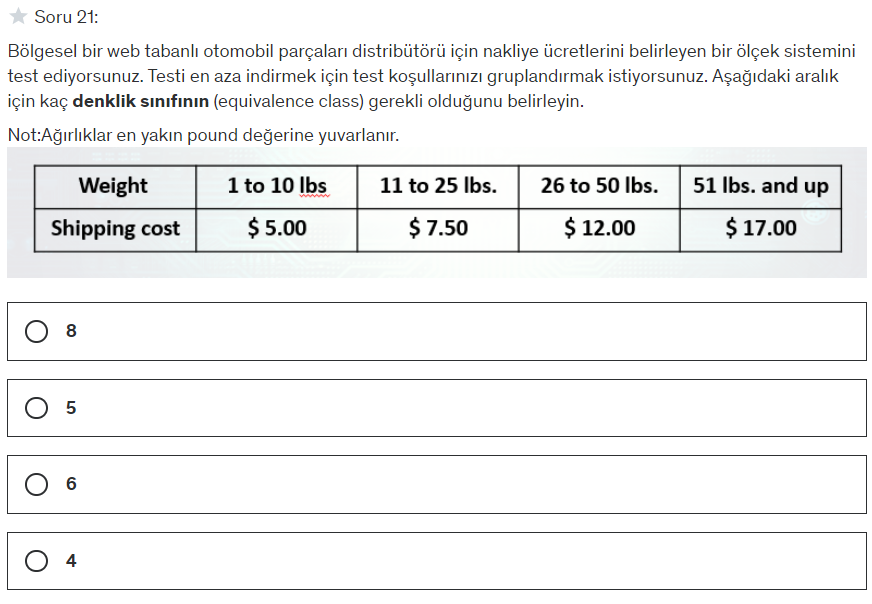 Soru 21:
Bölgesel bir web tabanlı otomobil parçaları distribütörü için nakliye ücretlerini belirleyen bir ölçek sistemini
test ediyorsunuz. Testi en aza indirmek için test koşullarınızı gruplandırmak istiyorsunuz. Aşağıdaki aralık
için kaç denklik sınıfının (equivalence class) gerekli olduğunu belirleyin.
Not:Ağırlıklar en yakın pound değerine yuvarlanır.
Weight 1 to 10 lbs 11 to 25 lbs. 26 to 50 lbs. 51 lbs. and up
Shipping cost $ 5.00 $ 7.50 $ 12.00 $ 17.00
8
5
6
4